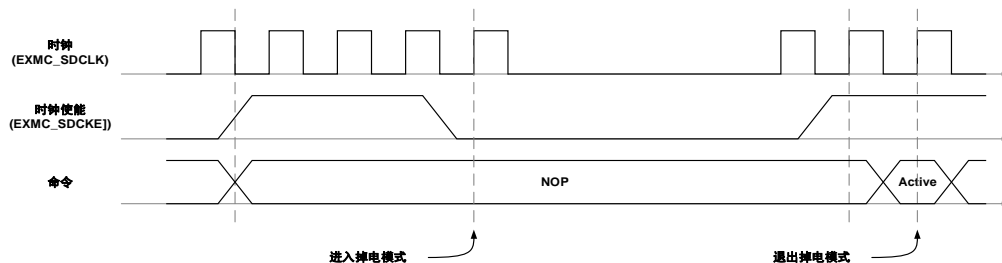 时钟
(EXMC_SDCLK)
时钟使能
(EXMC_SDCKE])
命令
NOP
Active
进入掉电模式
退出掉电模式